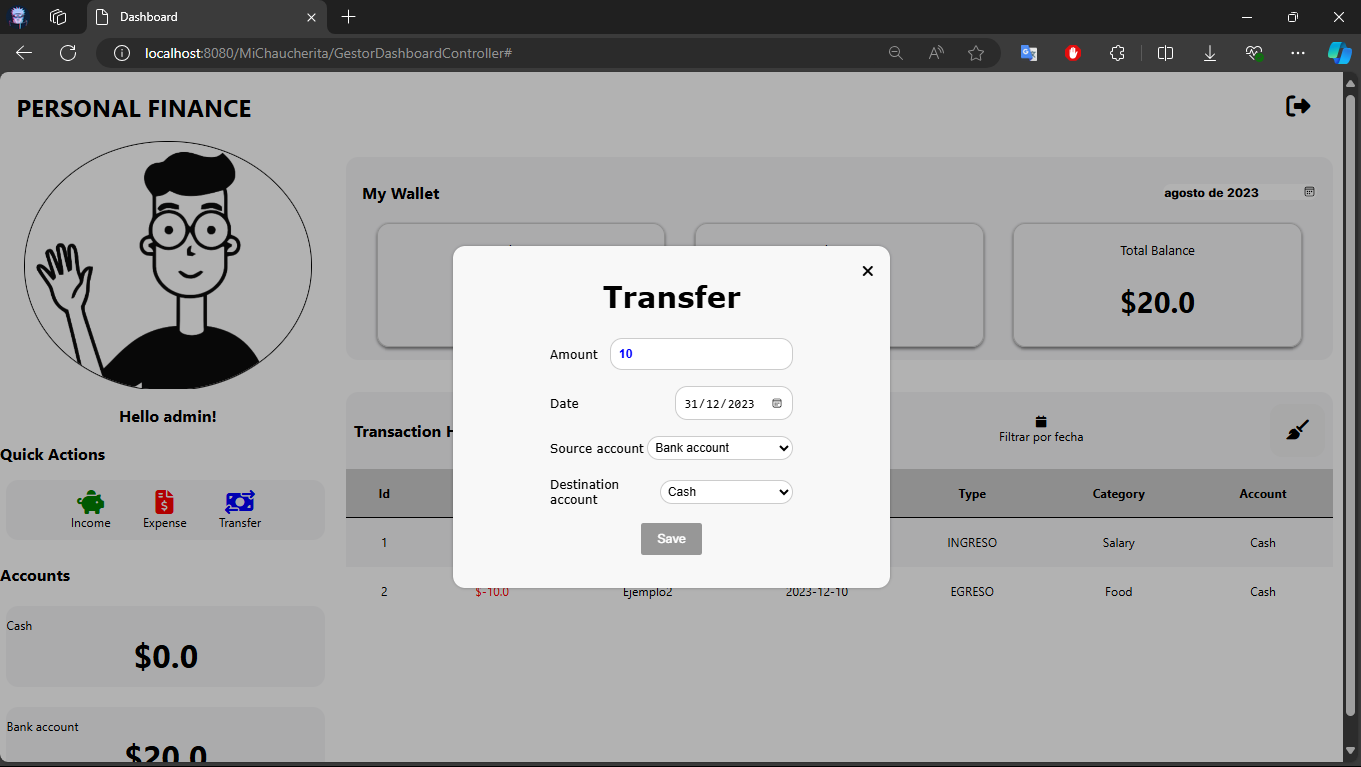 Dashboard
localhost:8080/MiChaucherita/GestorDashboardController#
PERSONAL FINANCE
Hello admin!
Quick Actions
Income Expense Transfer
Accounts
Cash
$0.0
Bank account
$20.0
My Wallet
agosto de 2023
Total Balance
$20.0
Transaction H
Filtrar por fecha
Id Type Category Account
1 INGRESO Salary Cash
2 $-10.0 Ejemplo2 2023-12-10 EGRESO Food Cash
Transfer
Amount 10
Date 31/12/2023
Source account Bank account
Destination
account Cash
Save